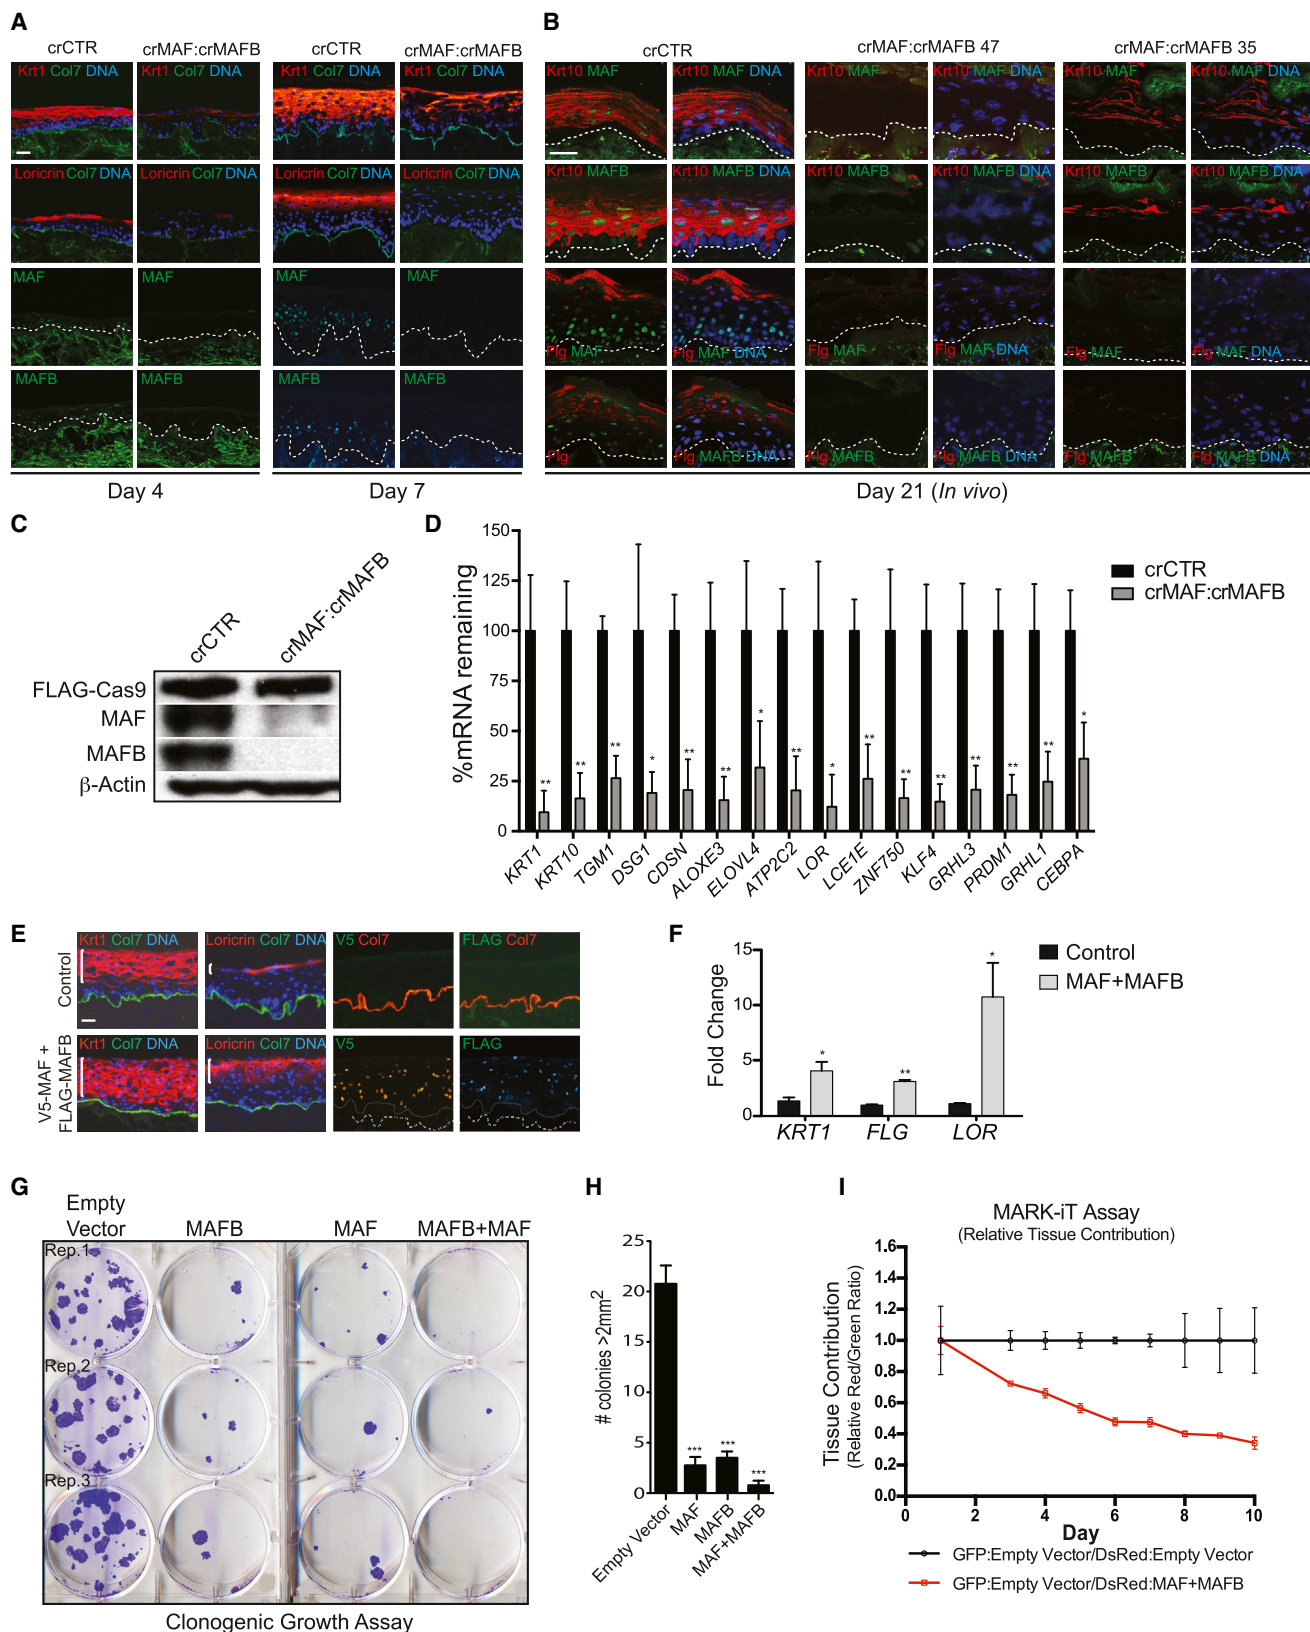 A
crCTR
crMAF:crMAFB
crCTR
crMAF:crMAFB
Krt1 Col7 DNA
Krt1 Col7 DNA
Krt1 Col7 DNA
Krt1 Col7 DNA
Loricrin Col7 DNA
Loricrin Col7 DNA
Loricrin Col7 DNA
Loricrin Col7 DNA
MAF
MAF
MAF
MAF
MAFB
MAFB
MAFB
MAFB
Day 4
Day 7
B
crCTR
crMAF:crMAFB 47
crMAF:crMAFB 35
Krt10 MAF
Krt10 MAF DNA
Krt10 MAF
Krt10 MAF DNA
Krt10 MAF
Krt10 MAF DNA
Krt10 MAFB
Krt10 MAFB DNA
Krt10 MAFB
Krt10 MAFB DNA
Krt10 MAFB
Krt10 MAFB DNA
Flg MAF
Flg MAF DNA
Flg MAF
Flg MAF DNA
Flg MAF
Flg MAF DNA
Flg
Flg MAFB DNA
Flg MAFB
Flg MAFB DNA
Flg MAFB
Flg MAFB DNA
Day 21 (In vivo)
C
crCTR
crMAF:crMAFB
FLAG-Cas9
MAF
MAFB
β-Actin
D
%mRNA remaining
150
125
100
75
50
25
0
crCTR
crMAF:crMAFB
**
**
**
*
**
**
*
**
*
**
**
**
**
**
**
*
KRT1
KRT10
TGM1
DSG1
CDSN
ALOXE3
ELOVL4
ATP2C2
LOR
LCE1E
ZNF750
KLF4
GRHL3
PRDM1
GRHL1
CEBPA
E
Control
V5-MAF +
FLAG-MAFB
Krt1 Col7 DNA
Loricrin Col7 DNA
V5 Col7
FLAG Col7
Krt1 Col7 DNA
Loricrin Col7 DNA
V5
FLAG
F
Fold Change
15
10
5
0
Control
MAF+MAFB
*
**
*
KRT1
FLG
LOR
G
Empty
Vector
MAFB
MAF
MAFB+MAF
Rep.1
Rep.2
Rep.3
Clonogenic Growth Assay
H
# colonies >2mm2
25
20
15
10
5
0
***
***
***
Empty Vector
MAF
MAFB
MAF+MAFB
I
MARK-iT Assay
(Relative Tissue Contribution)
Tissue Contribution
(Relative Red/Green Ratio)
1.6
1.4
1.2
1.0
0.8
0.6
0.4
0.2
0.0
0
2
4
6
8
10
Day
GFP:Empty Vector/DsRed:Empty Vector
GFP:Empty Vector/DsRed:MAF+MAFB